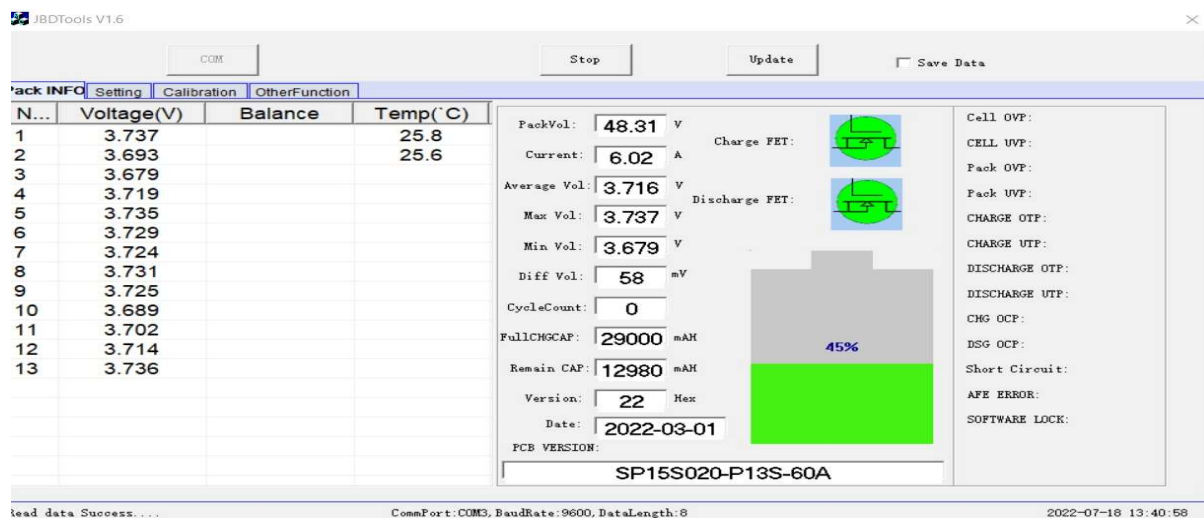 JBDTools V1.6
COM Stop Update Save Data
Pack INFO Setting Calibration OtherFunction
N... Voltage(V) Balance Temp(`C)
1 3.737 25.8
2 3.693 25.6
3 3.679
4 3.719
5 3.735
6 3.729
7 3.724
8 3.731
9 3.725
10 3.689
11 3.702
12 3.714
13 3.736
PackVol: 48.31 V
Current: 6.02 A
Average Vol: 3.716 V
Max Vol: 3.737 V
Min Vol: 3.679 V
Diff Vol: 58 mV
CycleCount: 0
FullCHGCAP: 29000 mAH
Remain CAP: 12980 mAH
Version: 22 Hex
Date: 2022-03-01
PCB VERSION:
SP15S020-P13S-60A
Charge FET:
Discharge FET:
45%
Cell OVP:
CELL UVP:
Pack OVP:
Pack UVP:
CHARGE OTP:
CHARGE UTP:
DISCHARGE OTP:
DISCHARGE UTP:
CHG OCP:
DSG OCP:
Short Circuit:
AFE ERROR:
SOFTWARE LOCK:
Read data Success.... CommPort:COM3, BaudRate:9600, DataLength:8 2022-07-18 13:40:58